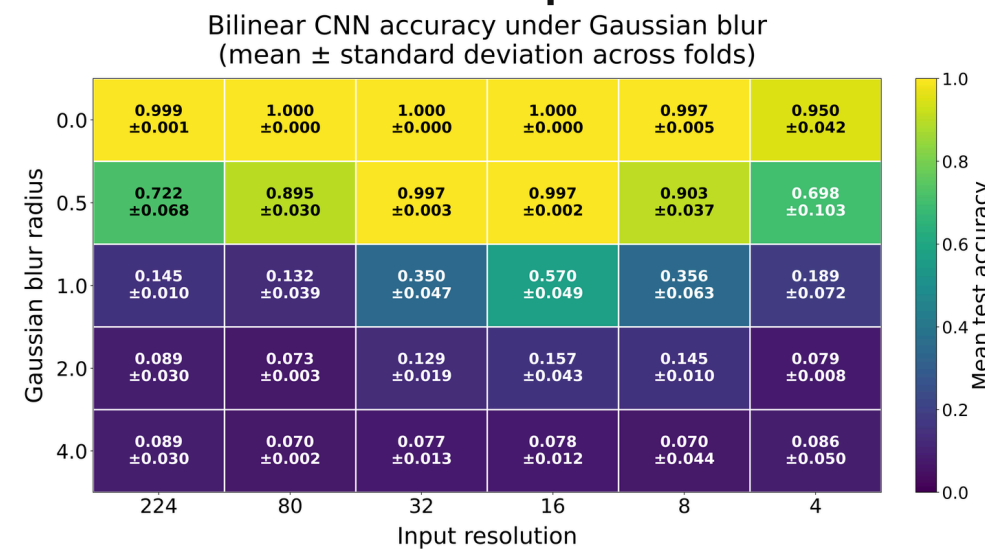 Bilinear CNN accuracy under Gaussian blur
(mean ± standard deviation across folds)
Gaussian blur radius
0.0
0.999 1.000 1.000 1.000 0.997 0.950
±0.001 ±0.000 ±0.000 ±0.000 ±0.005 ±0.042
0.5
0.722 0.895 0.997 0.997 0.903 0.698
±0.068 ±0.030 ±0.003 ±0.002 ±0.037 ±0.103
1.0
0.145 0.132 0.350 0.570 0.356 0.189
±0.010 ±0.039 ±0.047 ±0.049 ±0.063 ±0.072
2.0
0.089 0.073 0.129 0.157 0.145 0.079
±0.030 ±0.003 ±0.019 ±0.043 ±0.010 ±0.008
4.0
0.089 0.070 0.077 0.078 0.070 0.086
±0.030 ±0.002 ±0.013 ±0.012 ±0.044 ±0.050
224 80 32 16 8 4
Input resolution
1.0
0.8
0.6
0.4
0.2
0.0
Mean test accuracy